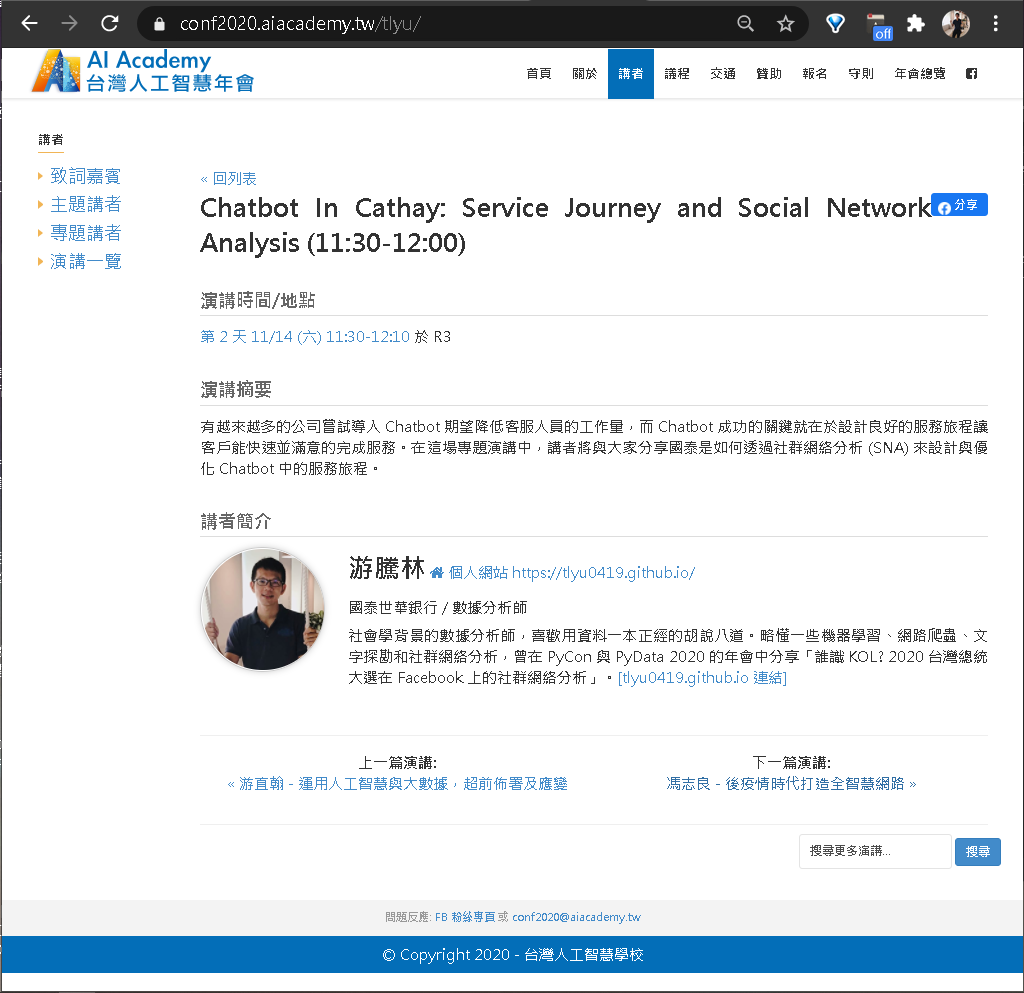 conf2020.aiacademy.tw/tlyu/
off
AI Academy
台灣人工智慧年會
首頁 關於 講者 議程 交通 贊助 報名 守則 年會總覽
講者
致詞嘉賓
主題講者
專題講者
演講一覽
« 回列表
Chatbot In Cathay: Service Journey and Social Network
Analysis (11:30-12:00)
分享
演講時間/地點
第 2 天 11/14 (六) 11:30-12:10 於 R3
演講摘要
有越來越多的公司嘗試導入 Chatbot 期望降低客服人員的工作量，而 Chatbot 成功的關鍵就在於設計良好的服務旅程讓
客戶能快速並滿意的完成服務。在這場專題演講中，講者將與大家分享國泰是如何透過社群網絡分析 (SNA) 來設計與優
化 Chatbot 中的服務旅程。
講者簡介
游騰林 個人網站 https://tlyu0419.github.io/
國泰世華銀行 / 數據分析師
社會學背景的數據分析師，喜歡用資料一本正經的胡說八道。略懂一些機器學習、網路爬蟲、文
字探勘和社群網絡分析，曾在 PyCon 與 PyData 2020 的年會中分享「誰識 KOL? 2020 台灣總統
大選在 Facebook 上的社群網絡分析」。[tlyu0419.github.io 連結]
上一篇演講:
« 游直翰 - 運用人工智慧與大數據，超前佈署及應變
下一篇演講:
馮志良 - 後疫情時代打造全智慧網路 »
搜尋更多演講... 搜尋
問題反應: FB 粉絲專頁 或 conf2020@aiacademy.tw
© Copyright 2020 - 台灣人工智慧學校